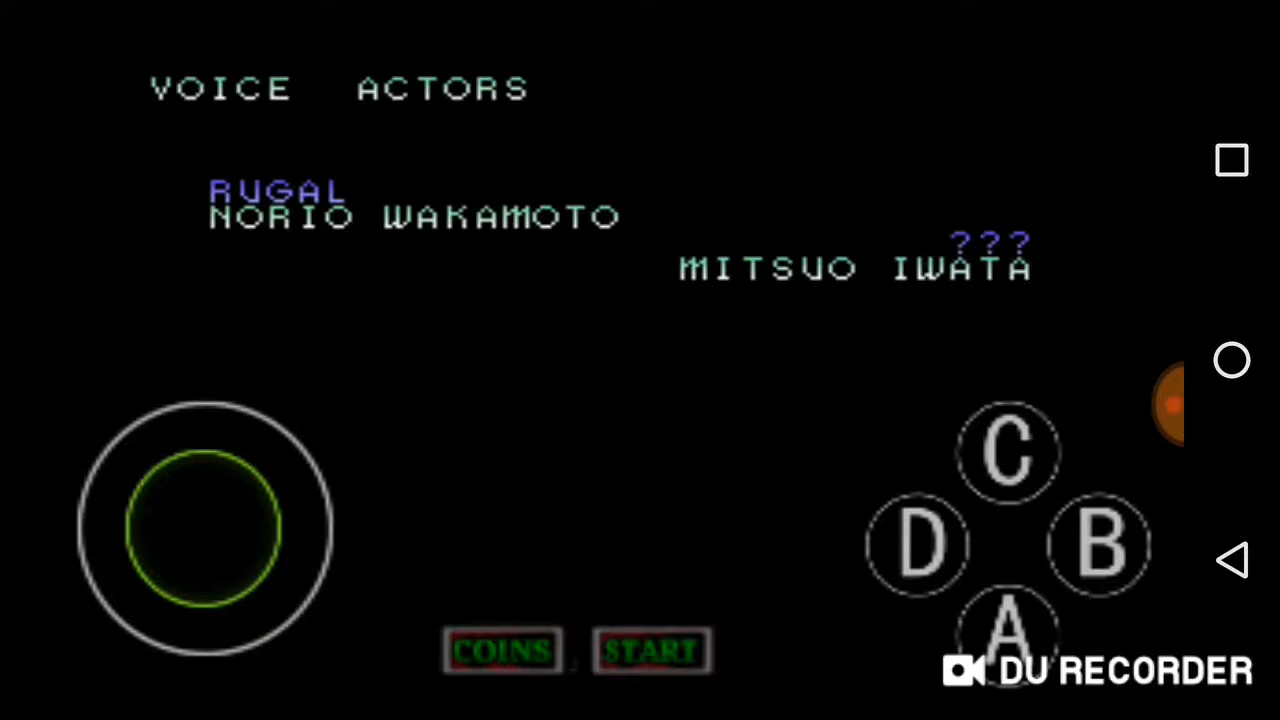 VOICE ACTORS
RUGAL
NORIO WAKAMOTO
???
MITSUO IWATA
C
D
B
A
COINS
START
DU RECORDER